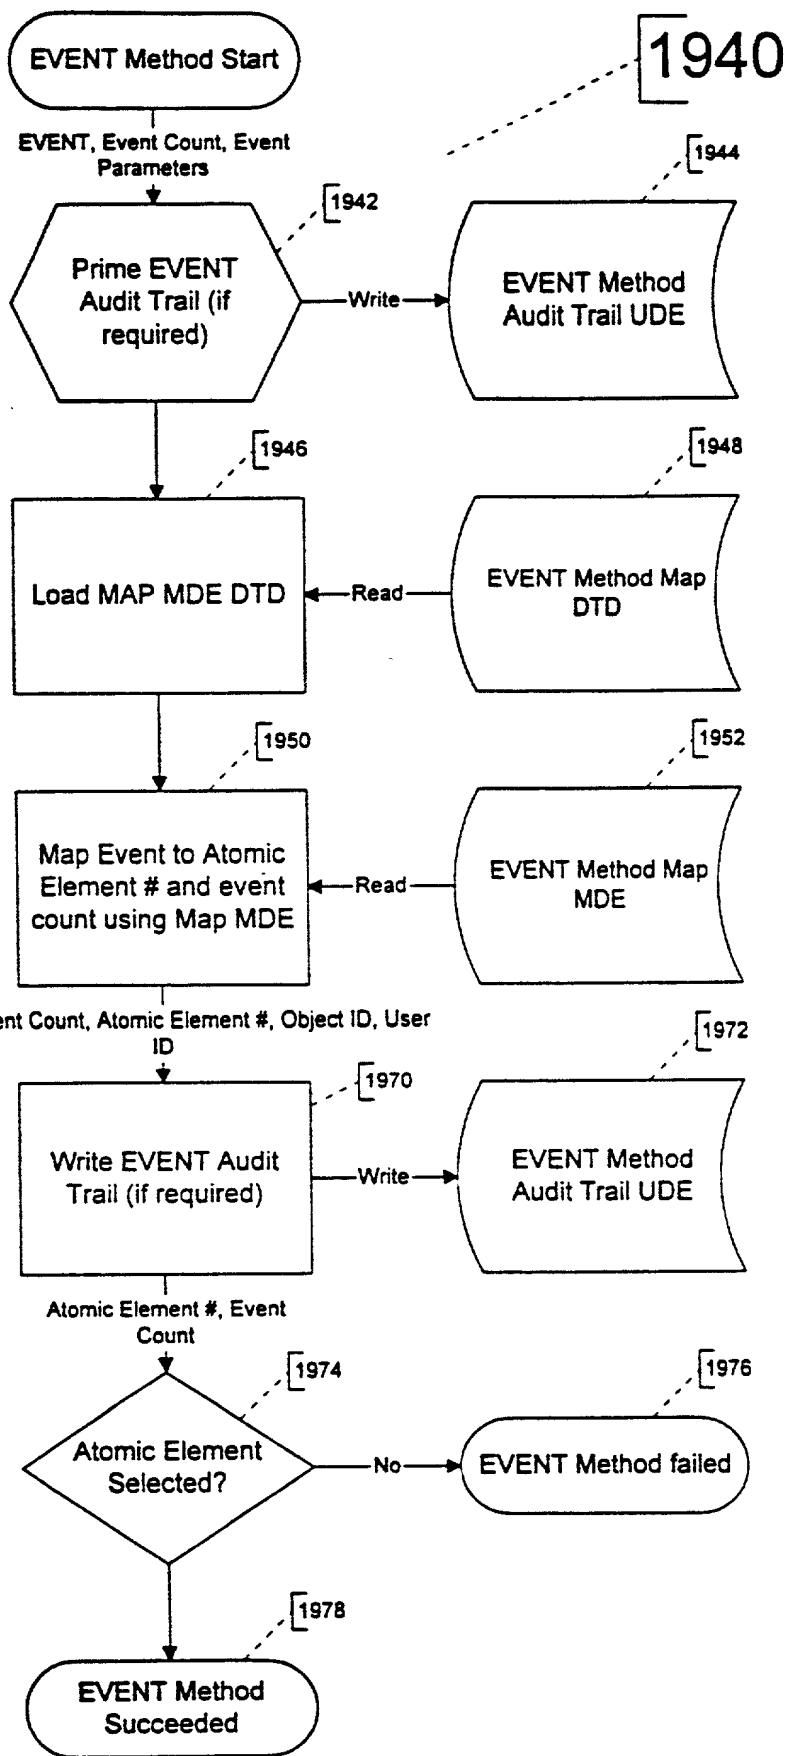 EVENT Method Start
1940
EVENT, Event Count, Event
Parameters
1942
1944
Prime EVENT
Audit Trail (if
required)
Write
EVENT Method
Audit Trail UDE
1946
1948
Load MAP MDE DTD
Read
EVENT Method Map
DTD
1950
1952
Map Event to Atomic
Element # and event
count using Map MDE
Read
EVENT Method Map
MDE
ent Count, Atomic Element #, Object ID, User
ID
1970
1972
Write EVENT Audit
Trail (if required)
Write
EVENT Method
Audit Trail UDE
Atomic Element #, Event
Count
1974
1976
Atomic Element
Selected?
No
EVENT Method failed
1978
EVENT Method
Succeeded